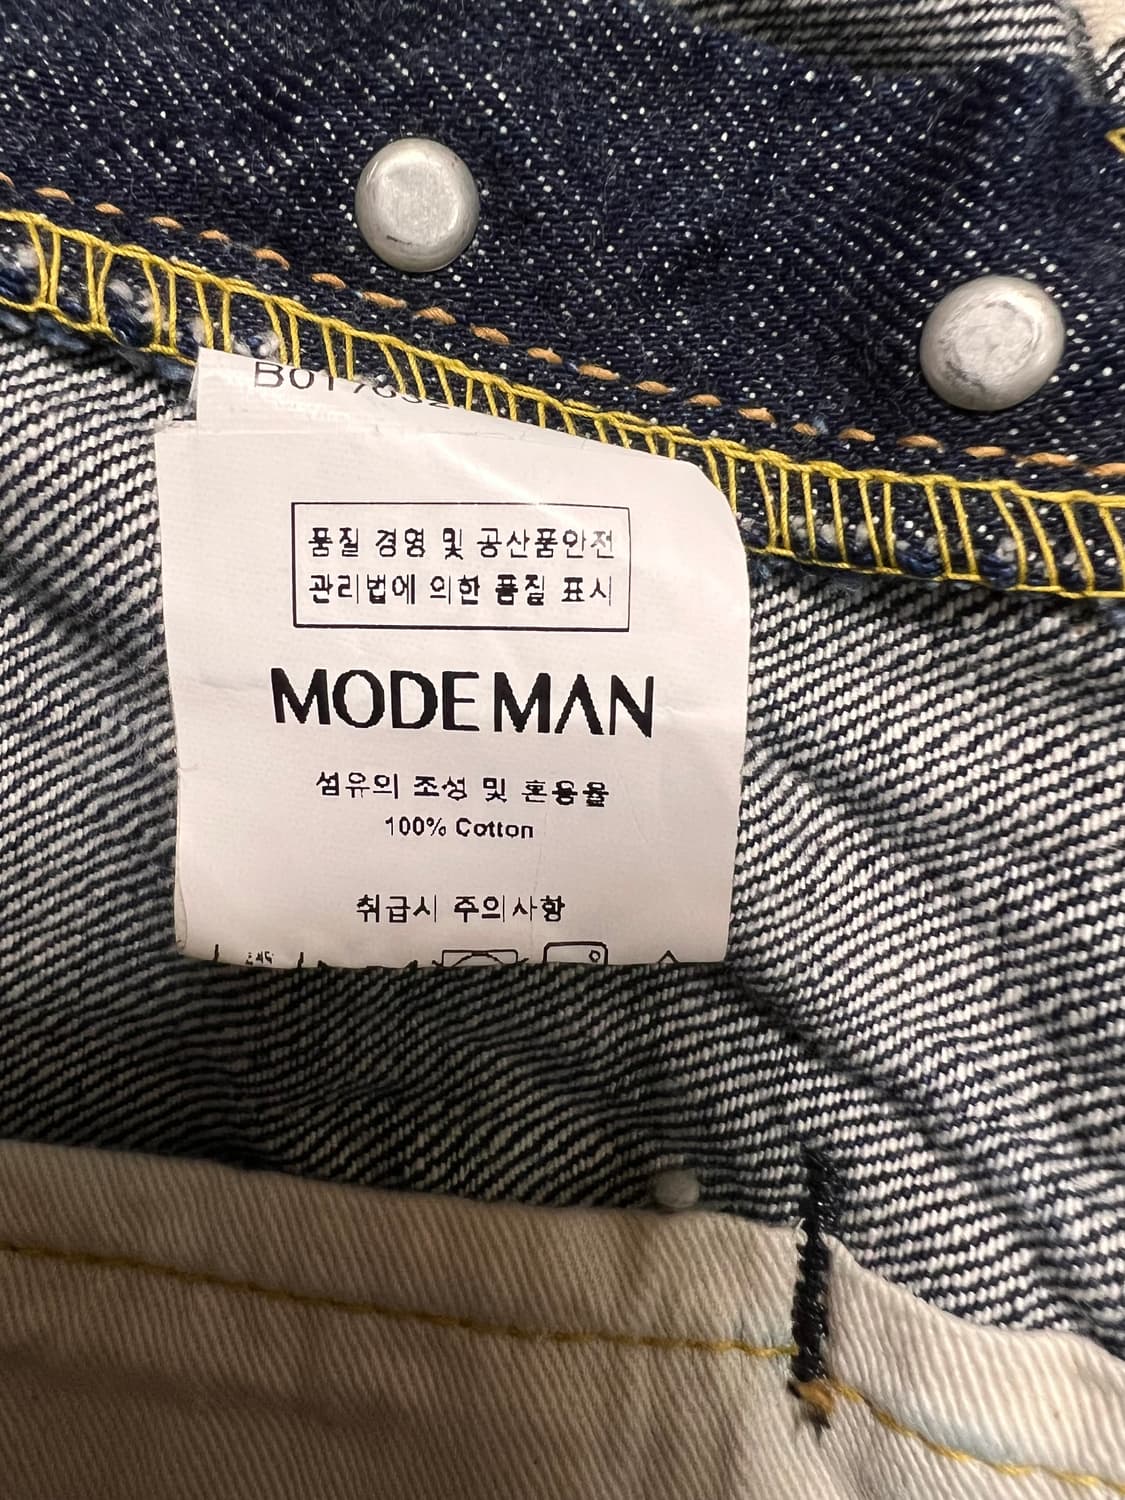 품질 경영 및 공산품안전
관리법에 의한 품질 표시
MODE MAN
섬유의 조성 및 혼용율
100% Cotton
취급시 주의사항